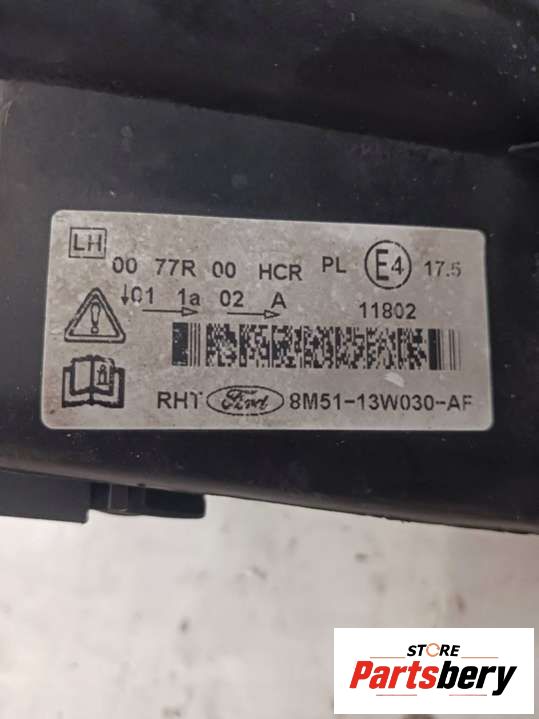 LH
00 77R 00 HCR PL E4 17.5
01 1a 02 A 11802
RHT Ford 8M51-13W030-AF
STORE
Partsbery